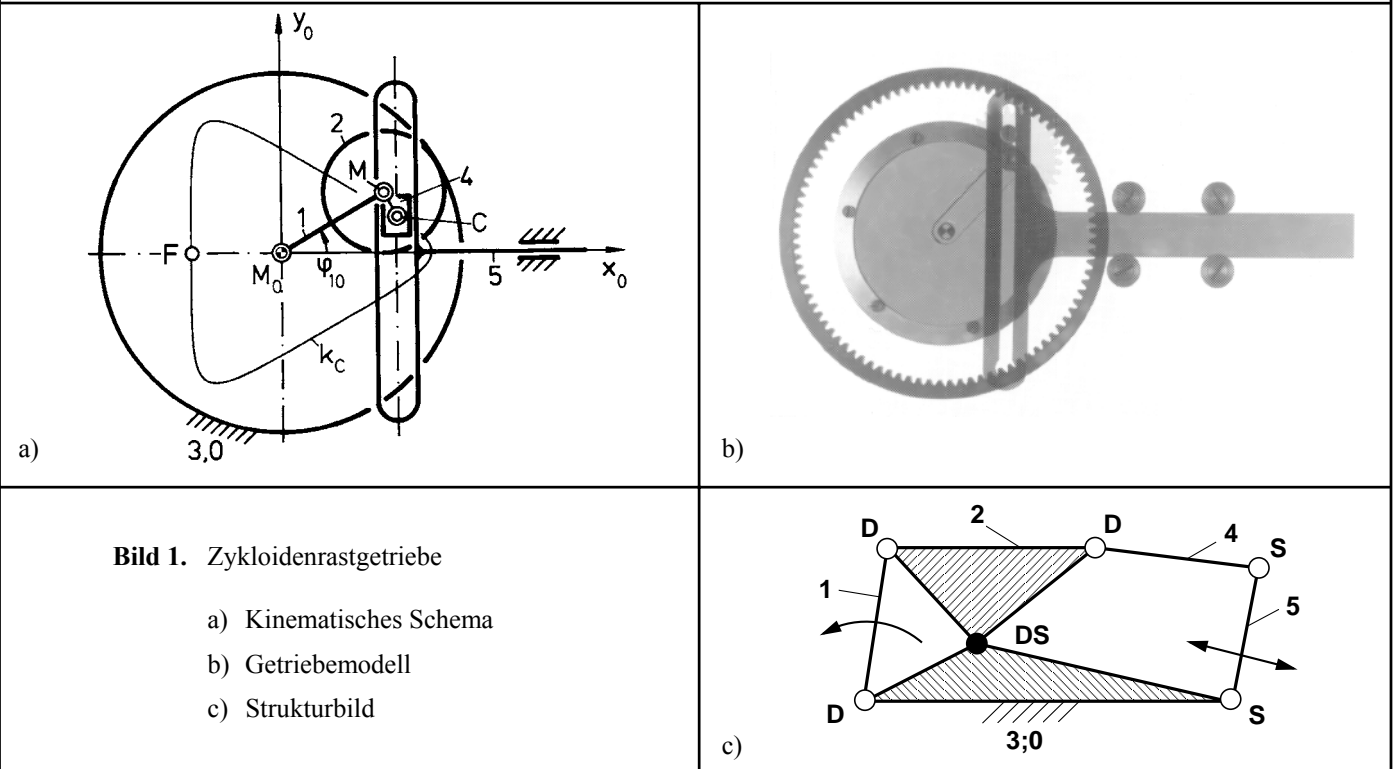 y₀
2
M
4
1
C
F
M₀
φ₁₀
5
x₀
k_C
3,0
a)
b)
Bild 1. Zykloidenrastgetriebe
a) Kinematisches Schema
b) Getriebemodell
c) Strukturbild
D
2
D
4
S
1
DS
5
D
S
3;0
c)